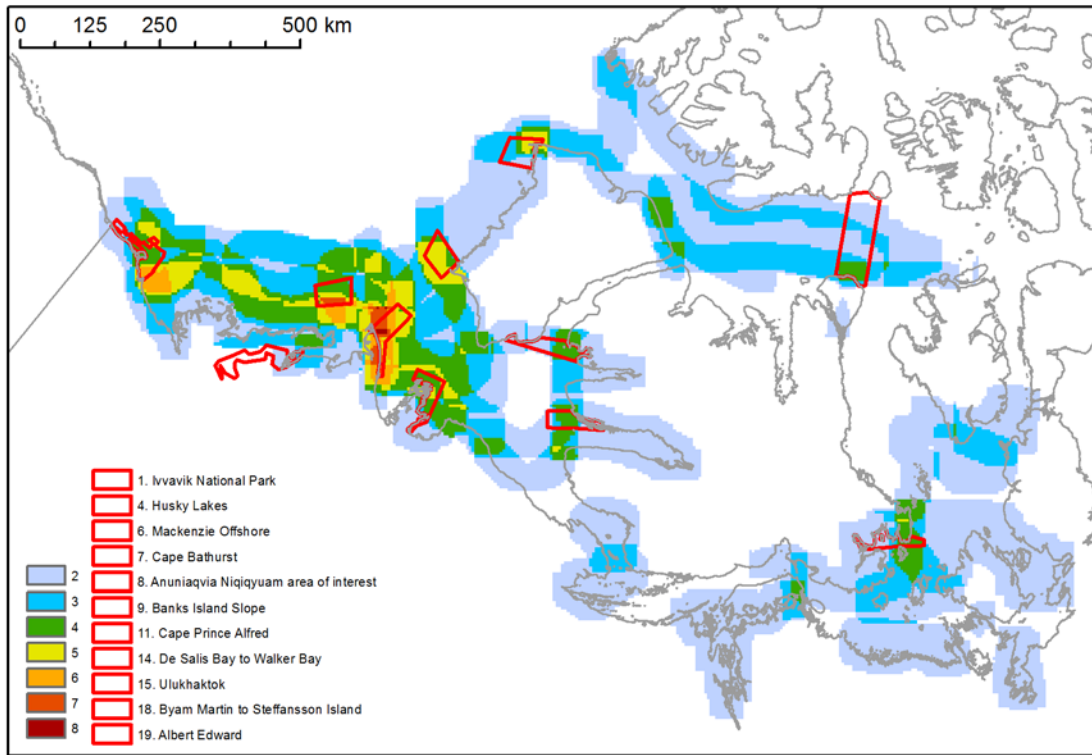 0 125 250 500 km
1. Ivvavik National Park
4. Husky Lakes
6. Mackenzie Offshore
7. Cape Bathurst
2 8. Anuniaqvia Niqiqyuam area of interest
3 9. Banks Island Slope
4 11. Cape Prince Alfred
5 14. De Salis Bay to Walker Bay
6 15. Ulukhaktok
7 18. Byam Martin to Steffansson Island
8 19. Albert Edward